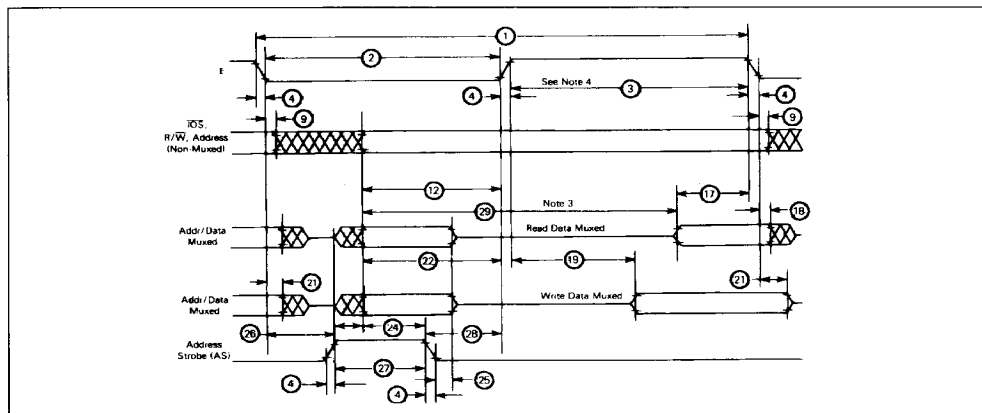 1
2
E
See Note 4
3
4
4
4
9
9
IOS,
R/W, Address
(Non-Muxed)
12
17
29
Note 3
18
Addr/Data
Muxed
Read Data Muxed
22
19
21
21
Addr/Data
Muxed
Write Data Muxed
26
24
28
Address
Strobe (AS)
27
4
25
4